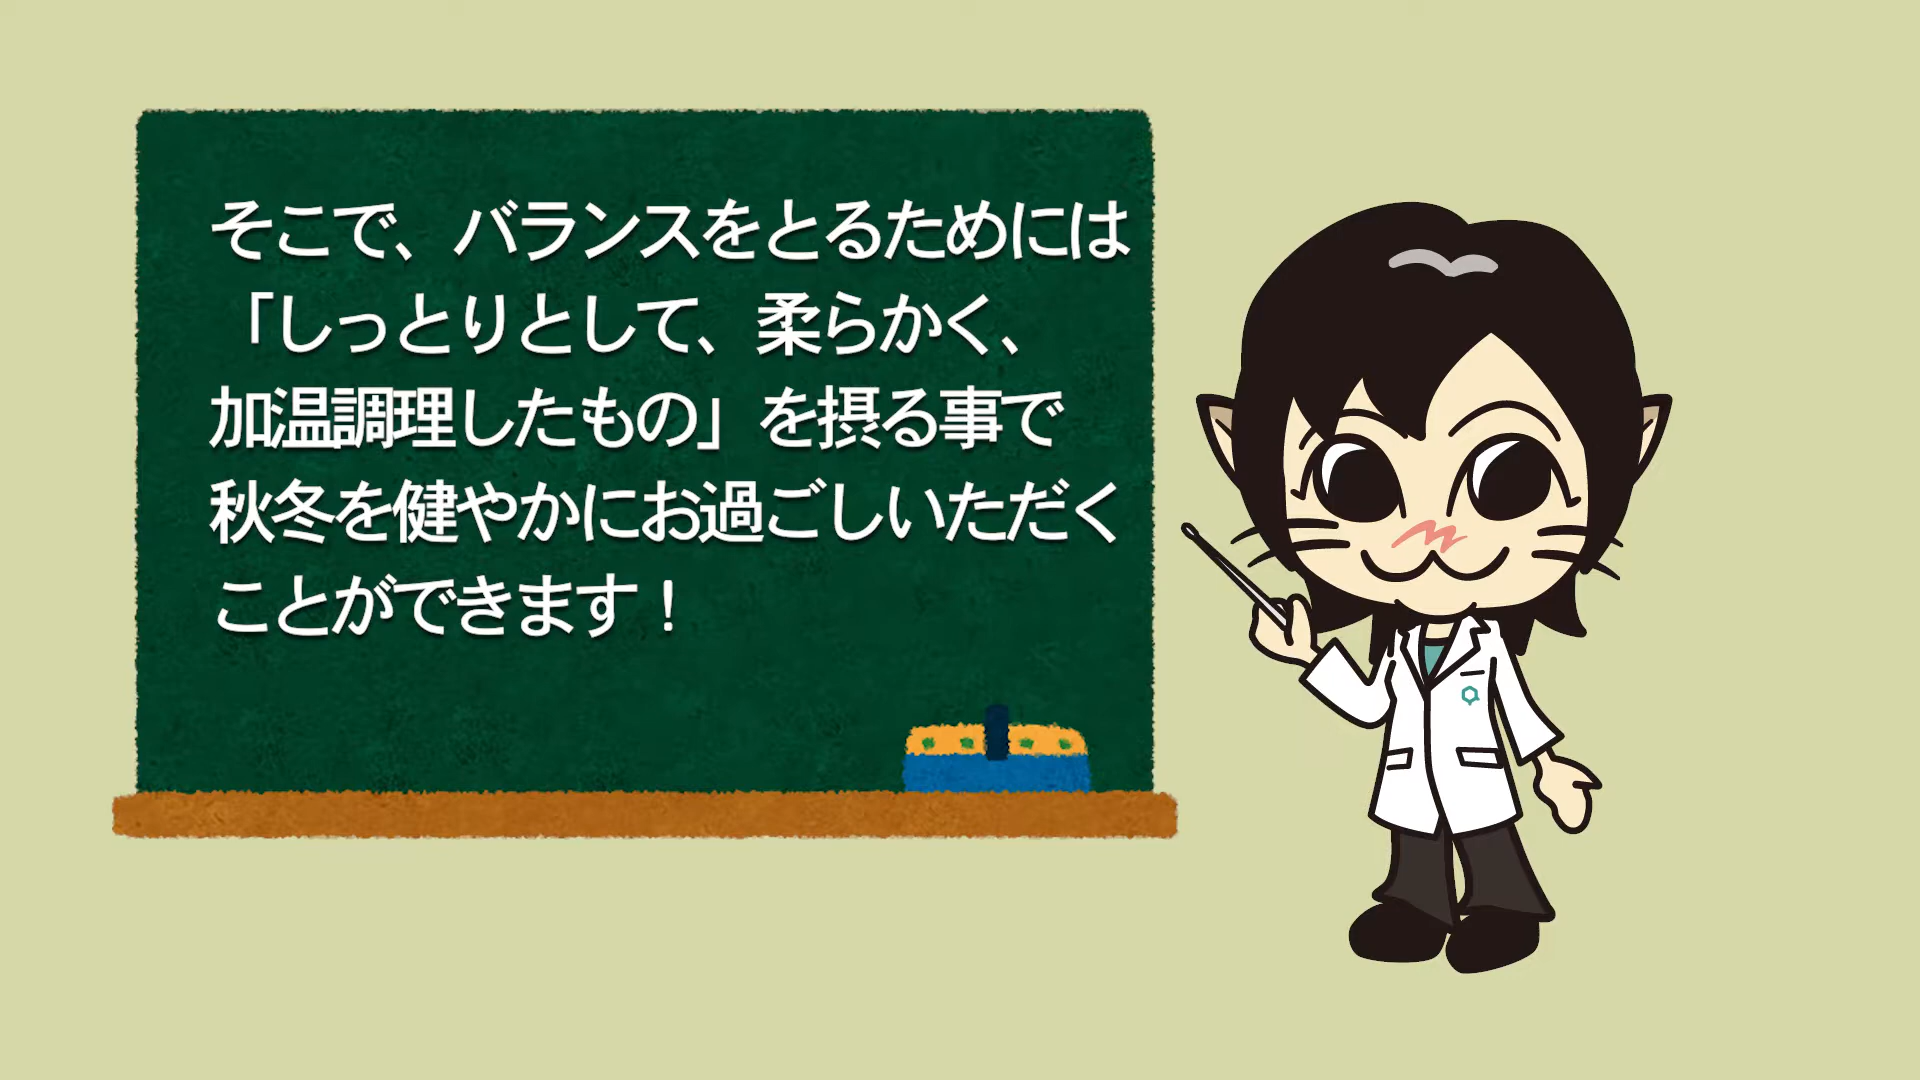 そこで、バランスをとるためには
「しっとりとして、柔らかく、
加温調理したもの」を摂る事で
秋冬を健やかにお過ごしいただく
ことができます！